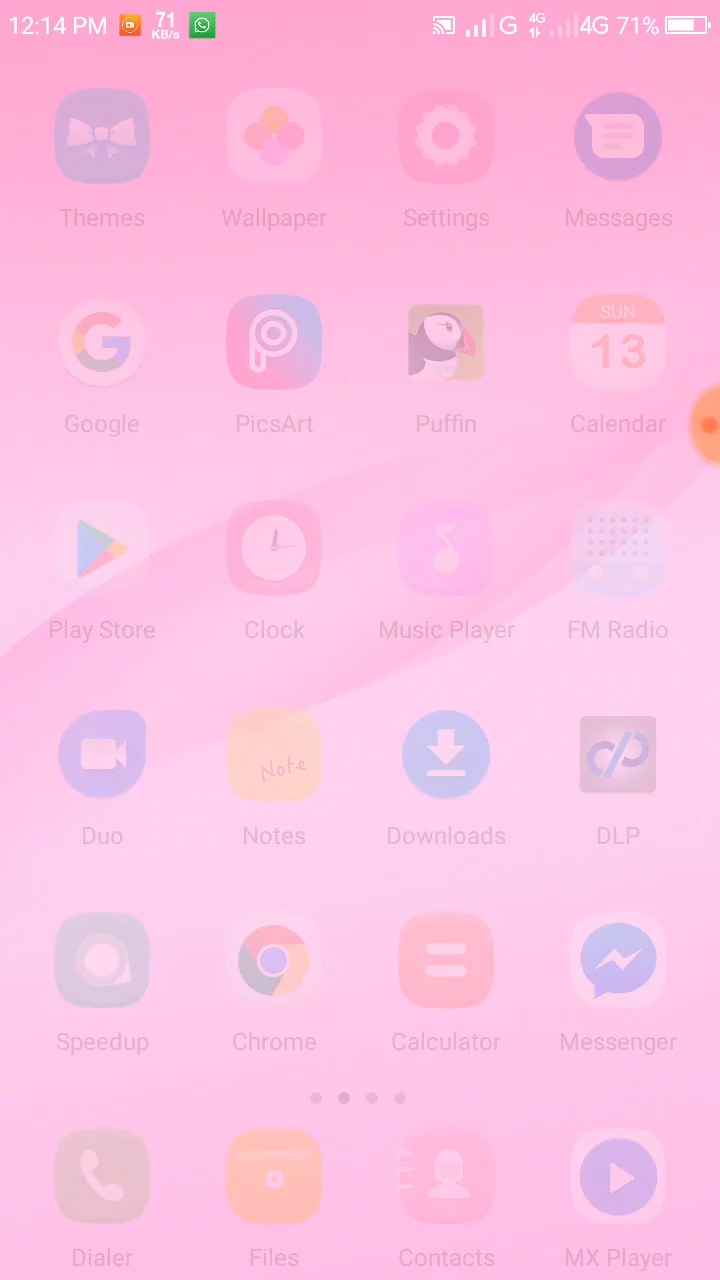 12:14 PM 71 KB/s G 4G 4G 71%
Themes Wallpaper Settings Messages
SUN
13
Google PicsArt Puffin Calendar
Play Store Clock Music Player FM Radio
Note
Duo Notes Downloads DLP
Speedup Chrome Calculator Messenger
Dialer Files Contacts MX Player